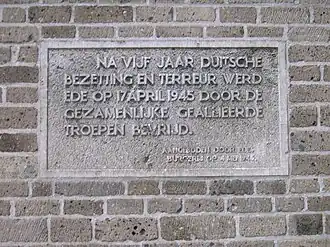 NA VIJF JAAR DUITSCHE
BEZETTING EN TERREUR WERD
EDE OP 17 APRIL 1945 DOOR DE
GEZAMENLIJKE GEALLIEERDE
TROEPEN BEVRIJD.
AANGEBODEN DOOR
BURGERIJ OP 4 MEI